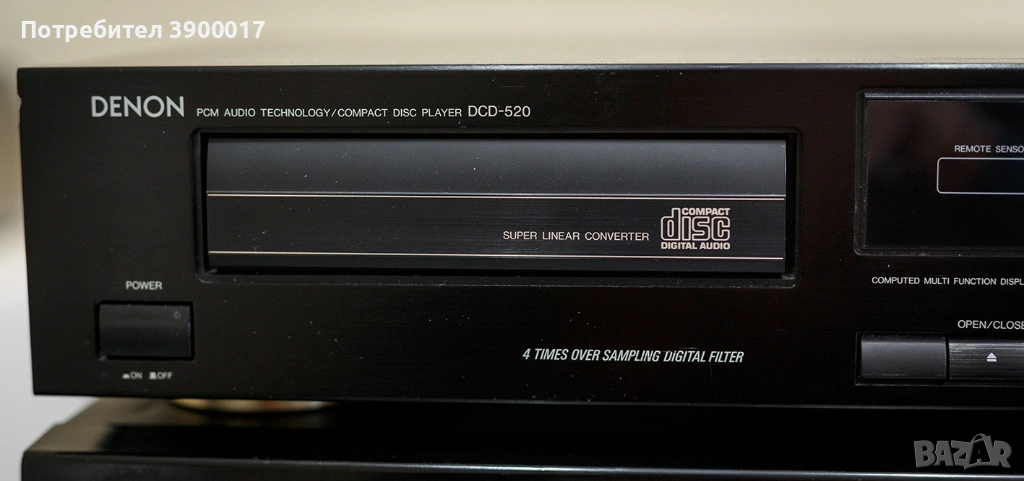 Потребител 3900017
DENON PCM AUDIO TECHNOLOGY/COMPACT DISC PLAYER DCD-520
REMOTE SENSO
SUPER LINEAR CONVERTER
COMPACT
disc
DIGITAL AUDIO
COMPUTED MULTI FUNCTION DISPL
POWER
OPEN/CLOSE
4 TIMES OVER SAMPLING DIGITAL FILTER
ON OFF
BAZAR